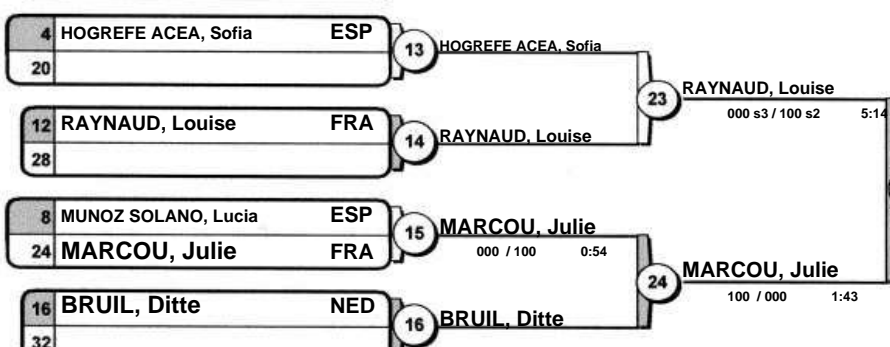 4 HOGREFE ACEA, Sofia ESP
20
13 HOGREFE ACEA, Sofia
12 RAYNAUD, Louise FRA
28
14 RAYNAUD, Louise
23 RAYNAUD, Louise
000 s3 / 100 s2 5:14
8 MUNOZ SOLANO, Lucia ESP
24 MARCOU, Julie FRA
15 MARCOU, Julie
000 / 100 0:54
16 BRUIL, Ditte NED
32
16 BRUIL, Ditte
24 MARCOU, Julie
100 / 000 1:43